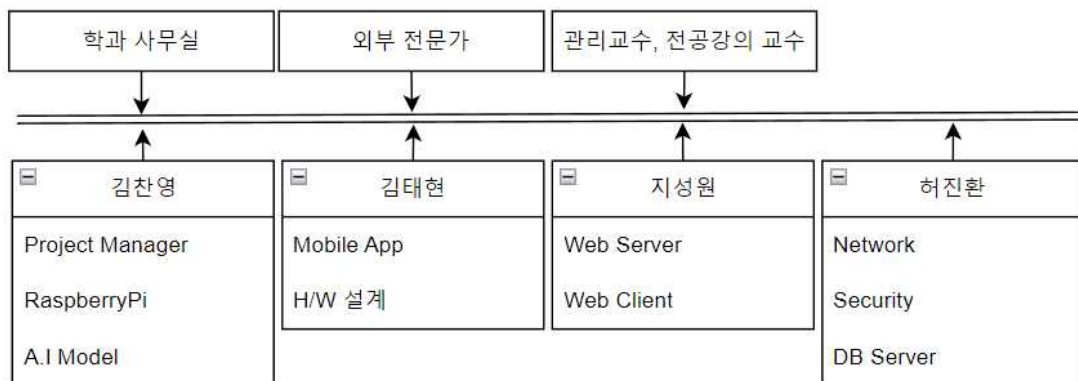 학과 사무실
외부 전문가
관리교수, 전공강의 교수
김찬영
Project Manager
RaspberryPi
A.I Model
김태현
Mobile App
H/W 설계
지성원
Web Server
Web Client
허진환
Network
Security
DB Server